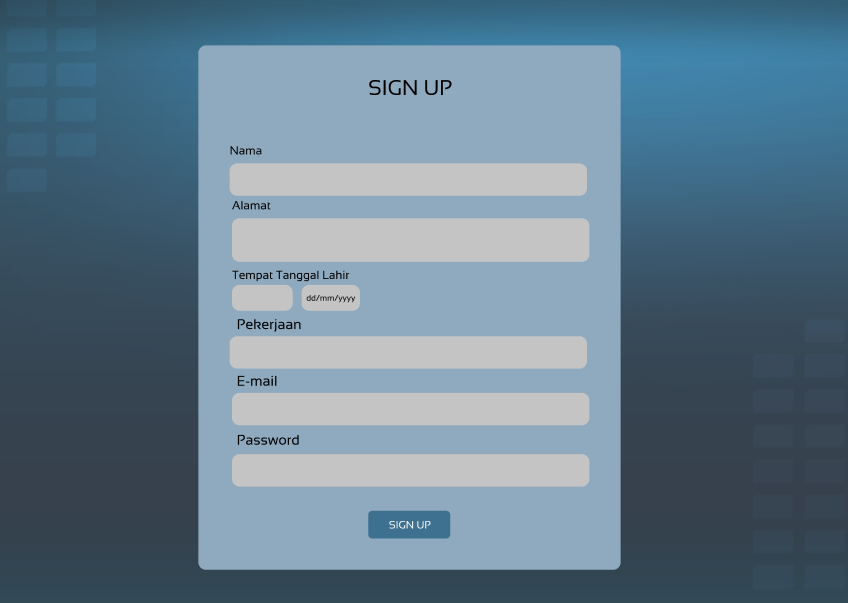 SIGN UP
Nama
Alamat
Tempat Tanggal Lahir
dd/mm/yyyy
Pekerjaan
E-mail
Password
SIGN UP